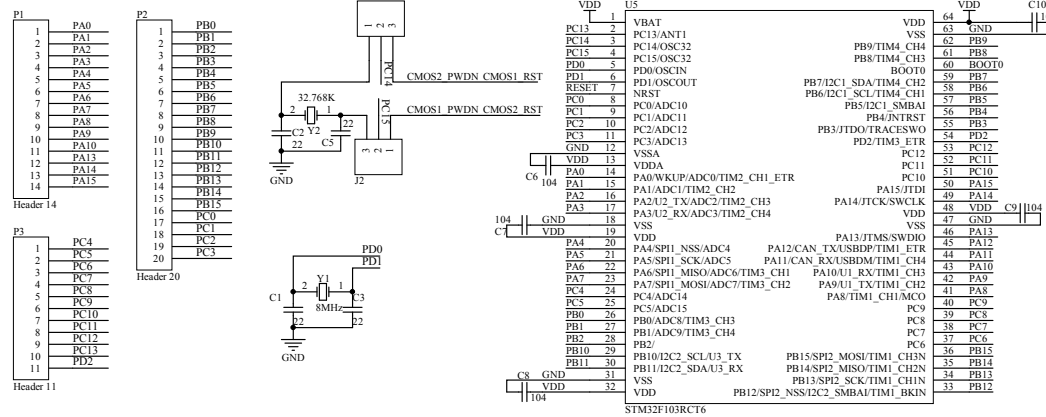 P1
1 PA0
2 PA1
3 PA2
4 PA3
5 PA4
6 PA5
7 PA6
8 PA7
9 PA8
10 PA9
11 PA10
12 PA13
13 PA14
14 PA15
Header 14
P3
1 PC4
2 PC5
3 PC6
4 PC7
5 PC8
6 PC9
7 PC10
8 PC11
9 PC12
10 PC13
11 PD2
Header 11
P2
1 PB0
2 PB1
3 PB2
4 PB3
5 PB4
6 PB5
7 PB6
8 PB7
9 PB8
10 PB9
11 PB10
12 PB11
13 PB12
14 PB13
15 PB14
16 PB15
17 PC0
18 PC1
19 PC2
20 PC3
Header 20
1 2 3
PC14
CMOS2_PWDN_CMOS1_RST
32.768K
2 1
Y2
C2
22
22
C5
GND
PC15
CMOS1_PWDN_CMOS2_RST
3 2 1
J2
PD0
PD1
Y1
2 1
8MHz
C1
22
C3
22
GND
VDD
U5
1 VBAT
PC13 2 PC13/ANT1
PC14 3 PC14/OSC32
PC15 4 PC15/OSC32
PD0 5 PD0/OSCIN
PD1 6 PD1/OSCOUT
RESET 7 NRST
PC0 8 PC0/ADC10
PC1 9 PC1/ADC11
PC2 10 PC2/ADC12
PC3 11 PC3/ADC13
GND 12 VSSA
VDD 13 VDDA
C6 104
PA0 14 PA0/WKUP/ADC0/TIM2_CH1_ETR
PA1 15 PA1/ADC1/TIM2_CH2
PA2 16 PA2/U2_TX/ADC2/TIM2_CH3
PA3 17 PA3/U2_RX/ADC3/TIM2_CH4
104 GND 18 VSS
C7 VDD 19 VDD
PA4 20 PA4/SPI1_NSS/ADC4
PA5 21 PA5/SPI1_SCK/ADC5
PA6 22 PA6/SPI1_MISO/ADC6/TIM3_CH1
PA7 23 PA7/SPI1_MOSI/ADC7/TIM3_CH2
PC4 24 PC4/ADC14
PC5 25 PC5/ADC15
PB0 26 PB0/ADC8/TIM3_CH3
PB1 27 PB1/ADC9/TIM3_CH4
PB2 28 PB2/
PB10 29 PB10/I2C2_SCL/U3_TX
PB11 30 PB11/I2C2_SDA/U3_RX
C8 GND 31 VSS
104 VDD 32 VDD
STM32F103RCT6
VDD
C10
VDD 64
VSS 63 GND
PB9/TIM4_CH4 62 PB9
PB8/TIM4_CH3 61 PB8
BOOT0 60 BOOT0
PB7/I2C1_SDA/TIM4_CH2 59 PB7
PB6/I2C1_SCL/TIM4_CH1 58 PB6
PB5/I2C1_SMBAI 57 PB5
PB4/JNTRST 56 PB4
PB3/JTDO/TRACESWO 55 PB3
PD2/TIM3_ETR 54 PD2
PC12 53 PC12
PC11 52 PC11
PC10 51 PC10
PA15/JTDI 50 PA15
PA14/JTCK/SWCLK 49 PA14
VDD 48 VDD C9 104
VSS 47 GND
PA13/JTMS/SWDIO 46 PA13
PA12/CAN_TX/USBDP/TIM1_ETR 45 PA12
PA11/CAN_RX/USBDM/TIM1_CH4 44 PA11
PA10/U1_RX/TIM1_CH3 43 PA10
PA9/U1_TX/TIM1_CH2 42 PA9
PA8/TIM1_CH1/MCO 41 PA8
PC9 40 PC9
PC8 39 PC8
PC7 38 PC7
PC6 37 PC6
PB15/SPI2_MOSI/TIM1_CH3N 36 PB15
PB14/SPI2_MISO/TIM1_CH2N 35 PB14
PB13/SPI2_SCK/TIM1_CH1N 34 PB13
PB12/SPI2_NSS/I2C2_SMBAI/TIM1_BKIN 33 PB12